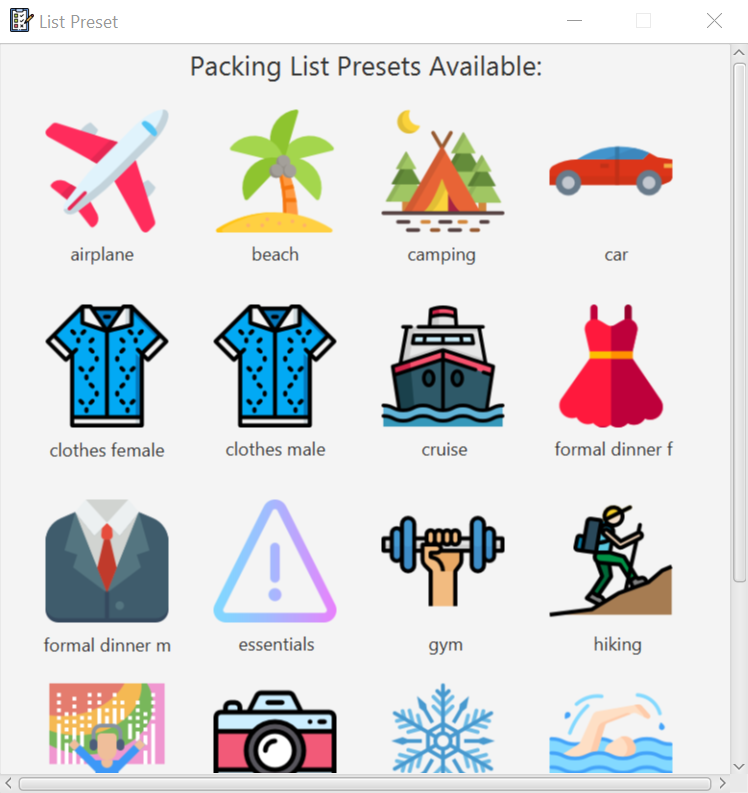 List Preset
Packing List Presets Available:
airplane
beach
camping
car
clothes female
clothes male
cruise
formal dinner f
formal dinner m
essentials
gym
hiking